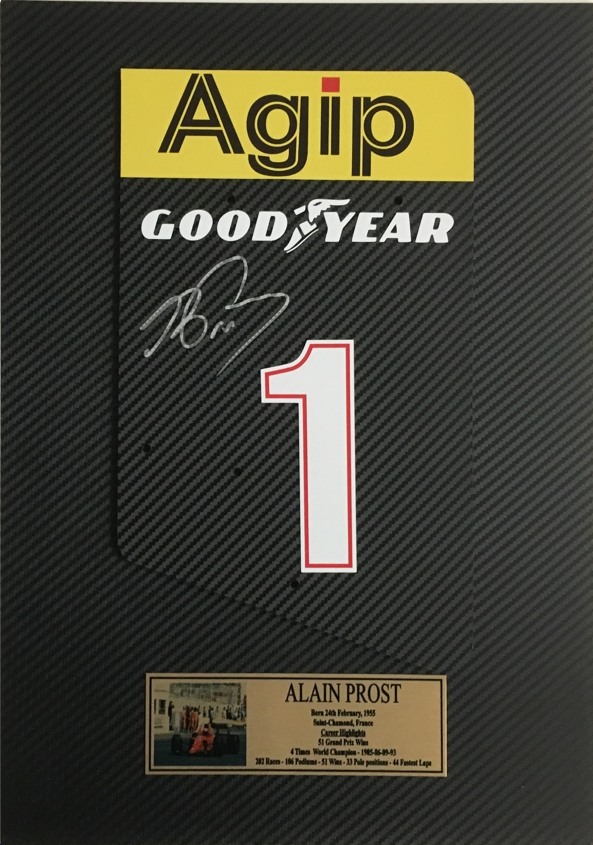 Agip
GOODYEAR
1
ALAIN PROST
Born 24th February, 1955
Saint-Chamond, France
Career Highlights
51 Grand Prix Wins
4 Times World Champion - 1985-86-89-93
202 Races - 106 Podiums - 51 Wins - 33 Pole positions - 44 Fastest Laps